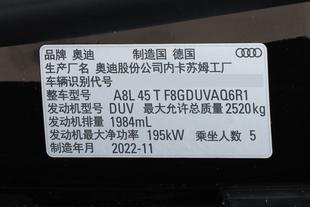 品牌 奥迪 制造国 德国
生产厂名 奥迪股份公司内卡苏姆工厂
车辆识别代号
整车型号 A8L 45 T F8GDUVAQ6R1
发动机型号 DUV 最大允许总质量 2520kg
发动机排量 1984mL
发动机最大净功率 195kW 乘坐人数 5
制造年月 2022-11